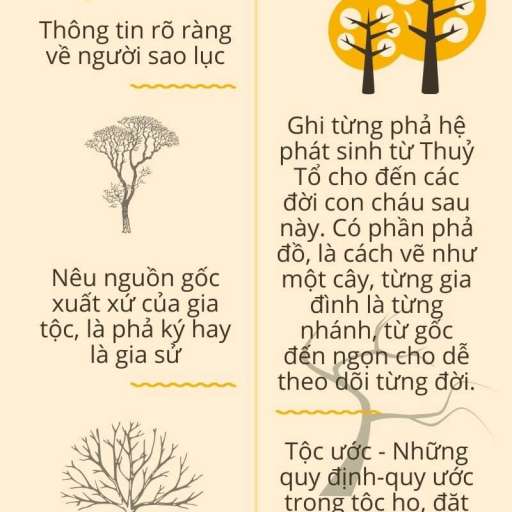 Thông tin rõ ràng
về người sao lục
Nêu nguồn gốc
xuất xứ của gia
tộc, là phả ký hay
là gia sử
Ghi từng phả hệ
phát sinh từ Thuỷ
Tổ cho đến các
đời con cháu sau
này. Có phần phả
đồ, là cách vẽ như
một cây, từng gia
đình là từng
nhánh, từ gốc
đến ngọn cho dễ
theo dõi từng đời.
Tộc ước - Những
quy định-quy ước
trong tộc họ, đặt